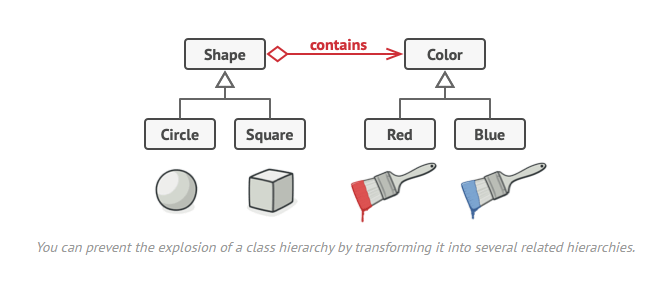 contains
Shape
Color
Circle
Square
Red
Blue
You can prevent the explosion of a class hierarchy by transforming it into several related hierarchies.